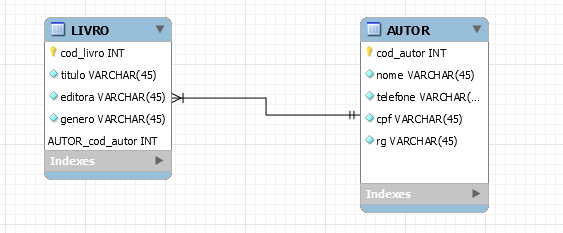 LIVRO
cod_livro INT
titulo VARCHAR(45)
editora VARCHAR(45)
genero VARCHAR(45)
AUTOR_cod_autor INT
Indexes
AUTOR
cod_autor INT
nome VARCHAR(45)
telefone VARCHAR(...
cpf VARCHAR(45)
rg VARCHAR(45)
Indexes